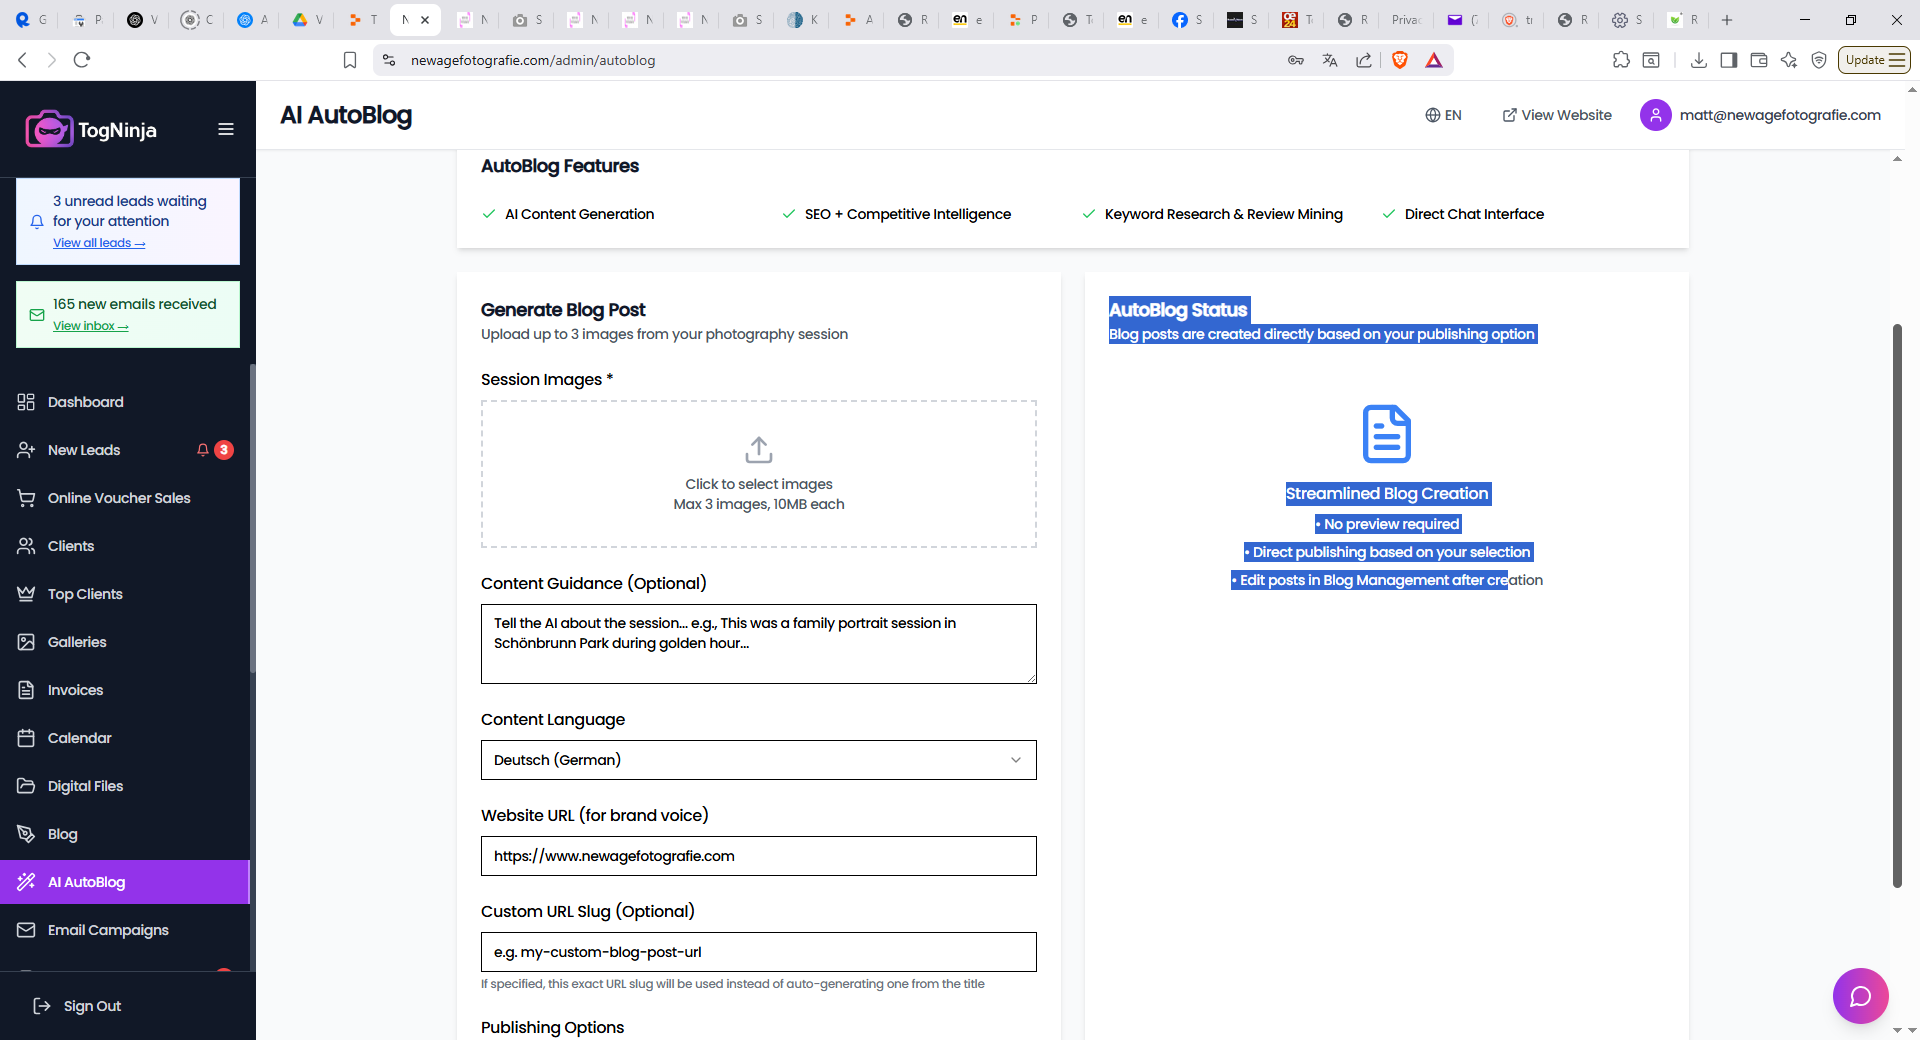 G
P
V
C
A
V
T
N
N
S
N
N
N
S
K
A
R
e
P
T
e
S
S
T
R
Privac
(7
tr
R
S
R
newagefotografie.com/admin/autoblog
Update
TogNinja
AI AutoBlog
EN
View Website
matt@newagefotografie.com
3 unread leads waiting
for your attention
View all leads →
165 new emails received
View inbox →
Dashboard
New Leads
3
Online Voucher Sales
Clients
Top Clients
Galleries
Invoices
Calendar
Digital Files
Blog
AI AutoBlog
Email Campaigns
Sign Out
AutoBlog Features
AI Content Generation
SEO + Competitive Intelligence
Keyword Research & Review Mining
Direct Chat Interface
Generate Blog Post
Upload up to 3 images from your photography session
Session Images *
Click to select images
Max 3 images, 10MB each
Content Guidance (Optional)
Tell the AI about the session... e.g., This was a family portrait session in
Schönbrunn Park during golden hour...
Content Language
Deutsch (German)
Website URL (for brand voice)
https://www.newagefotografie.com
Custom URL Slug (Optional)
e.g. my-custom-blog-post-url
If specified, this exact URL slug will be used instead of auto-generating one from the title
Publishing Options
AutoBlog Status
Blog posts are created directly based on your publishing option
Streamlined Blog Creation
• No preview required
• Direct publishing based on your selection
• Edit posts in Blog Management after creation